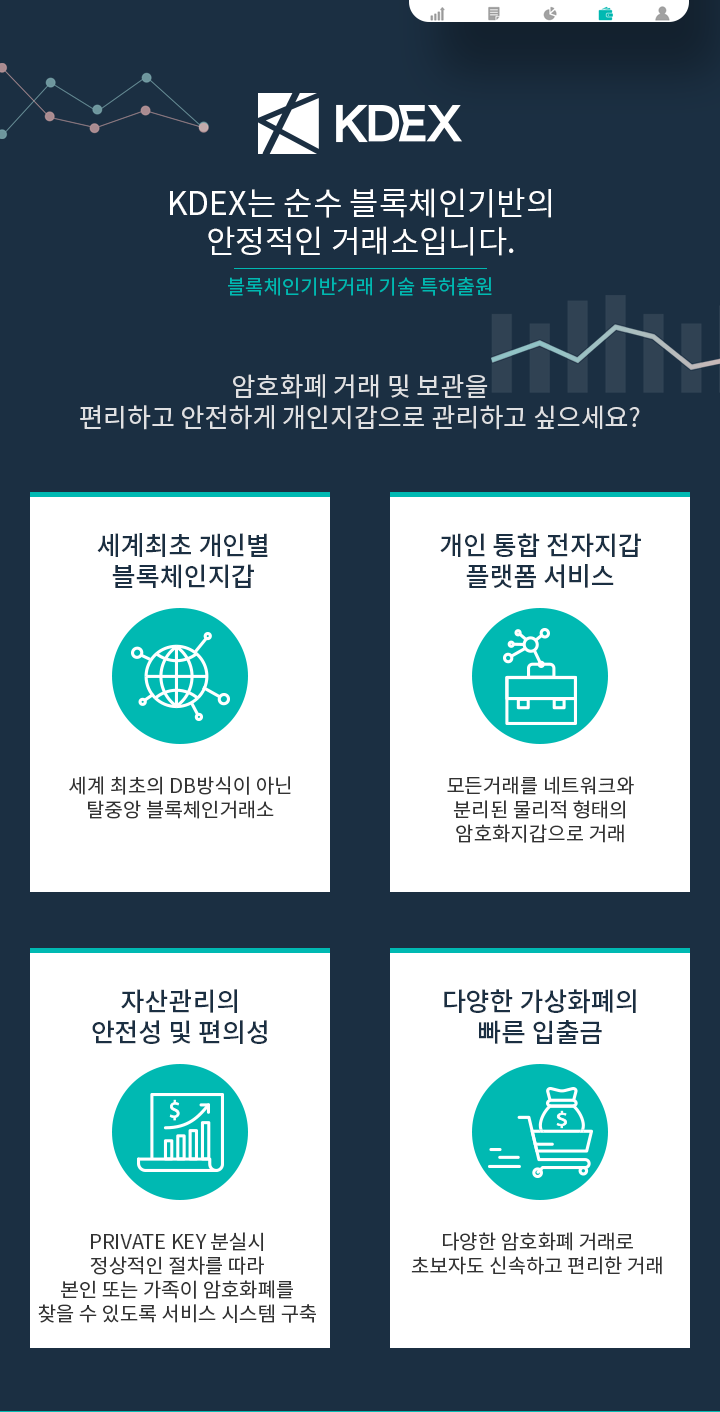 KDEX
KDEX는 순수 블록체인기반의
안정적인 거래소입니다.
블록체인기반거래 기술 특허출원
암호화폐 거래 및 보관을
편리하고 안전하게 개인지갑으로 관리하고 싶으세요?
세계최초 개인별
블록체인지갑
세계 최초의 DB방식이 아닌
탈중앙 블록체인거래소
개인 통합 전자지갑
플랫폼 서비스
모든거래를 네트워크와
분리된 물리적 형태의
암호화지갑으로 거래
자산관리의
안전성 및 편의성
$
PRIVATE KEY 분실시
정상적인 절차를 따라
본인 또는 가족이 암호화폐를
찾을 수 있도록 서비스 시스템 구축
다양한 가상화폐의
빠른 입출금
$
다양한 암호화폐 거래로
초보자도 신속하고 편리한 거래